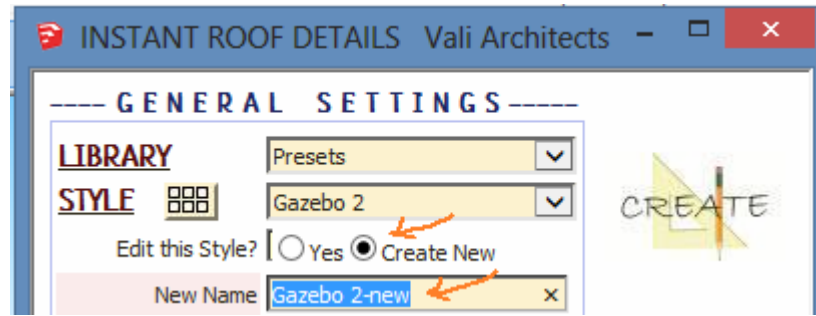 INSTANT ROOF DETAILS Vali Architects
---- GENERAL SETTINGS-----
LIBRARY Presets
STYLE Gazebo 2
CREATE
Edit this Style? Yes Create New
New Name Gazebo 2-new ×